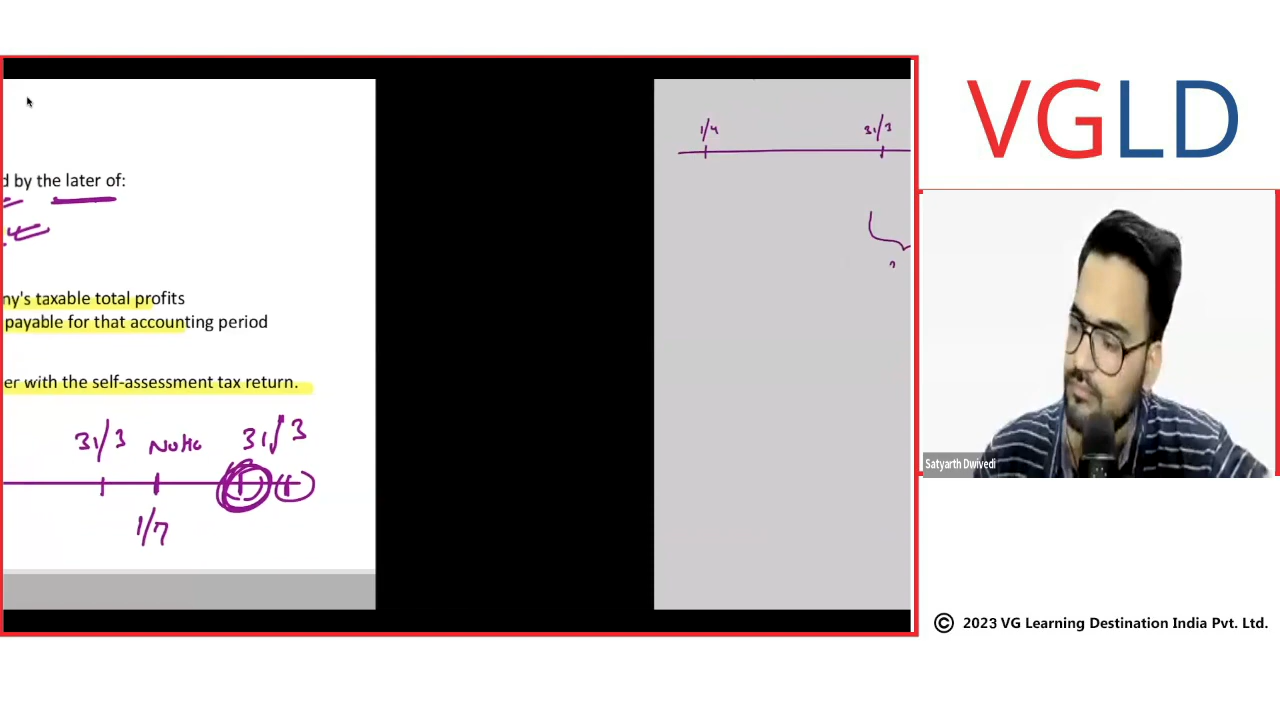 d by the later of:
ny's taxable total profits
payable for that accounting period
er with the self-assessment tax return.
31/3
31/3
1/7
1/4
31/3
VGLD
Satyarth Dwivedi
© 2023 VG Learning Destination India Pvt. Ltd.